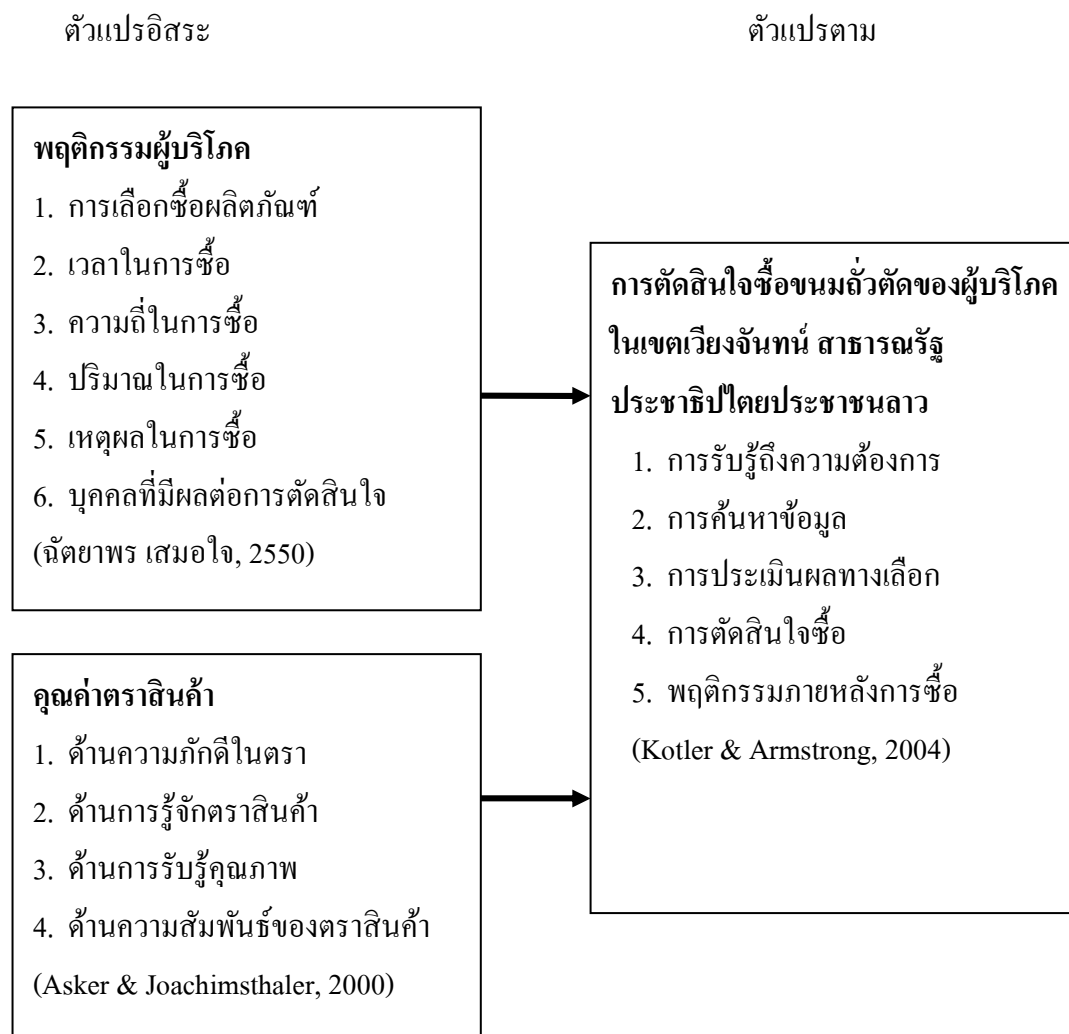 ตัวแปรอิสระ
ตัวแปรตาม
พฤติกรรมผู้บริโภค
1. การเลือกซื้อผลิตภัณฑ์
2. เวลาในการซื้อ
3. ความถี่ในการซื้อ
4. ปริมาณในการซื้อ
5. เหตุผลในการซื้อ
6. บุคคลที่มีผลต่อการตัดสินใจ
(ฉัตยาพร เสมอใจ, 2550)
คุณค่าตราสินค้า
1. ด้านความภักดีในตรา
2. ด้านการรู้จักตราสินค้า
3. ด้านการรับรู้คุณภาพ
4. ด้านความสัมพันธ์ของตราสินค้า
(Asker & Joachimsthaler, 2000)
การตัดสินใจซื้อขนมถั่วตัดของผู้บริโภค
ในเขตเวียงจันทน์ สาธารณรัฐ
ประชาธิปไตยประชาชนลาว
1. การรับรู้ถึงความต้องการ
2. การค้นหาข้อมูล
3. การประเมินผลทางเลือก
4. การตัดสินใจซื้อ
5. พฤติกรรมภายหลังการซื้อ
(Kotler & Armstrong, 2004)